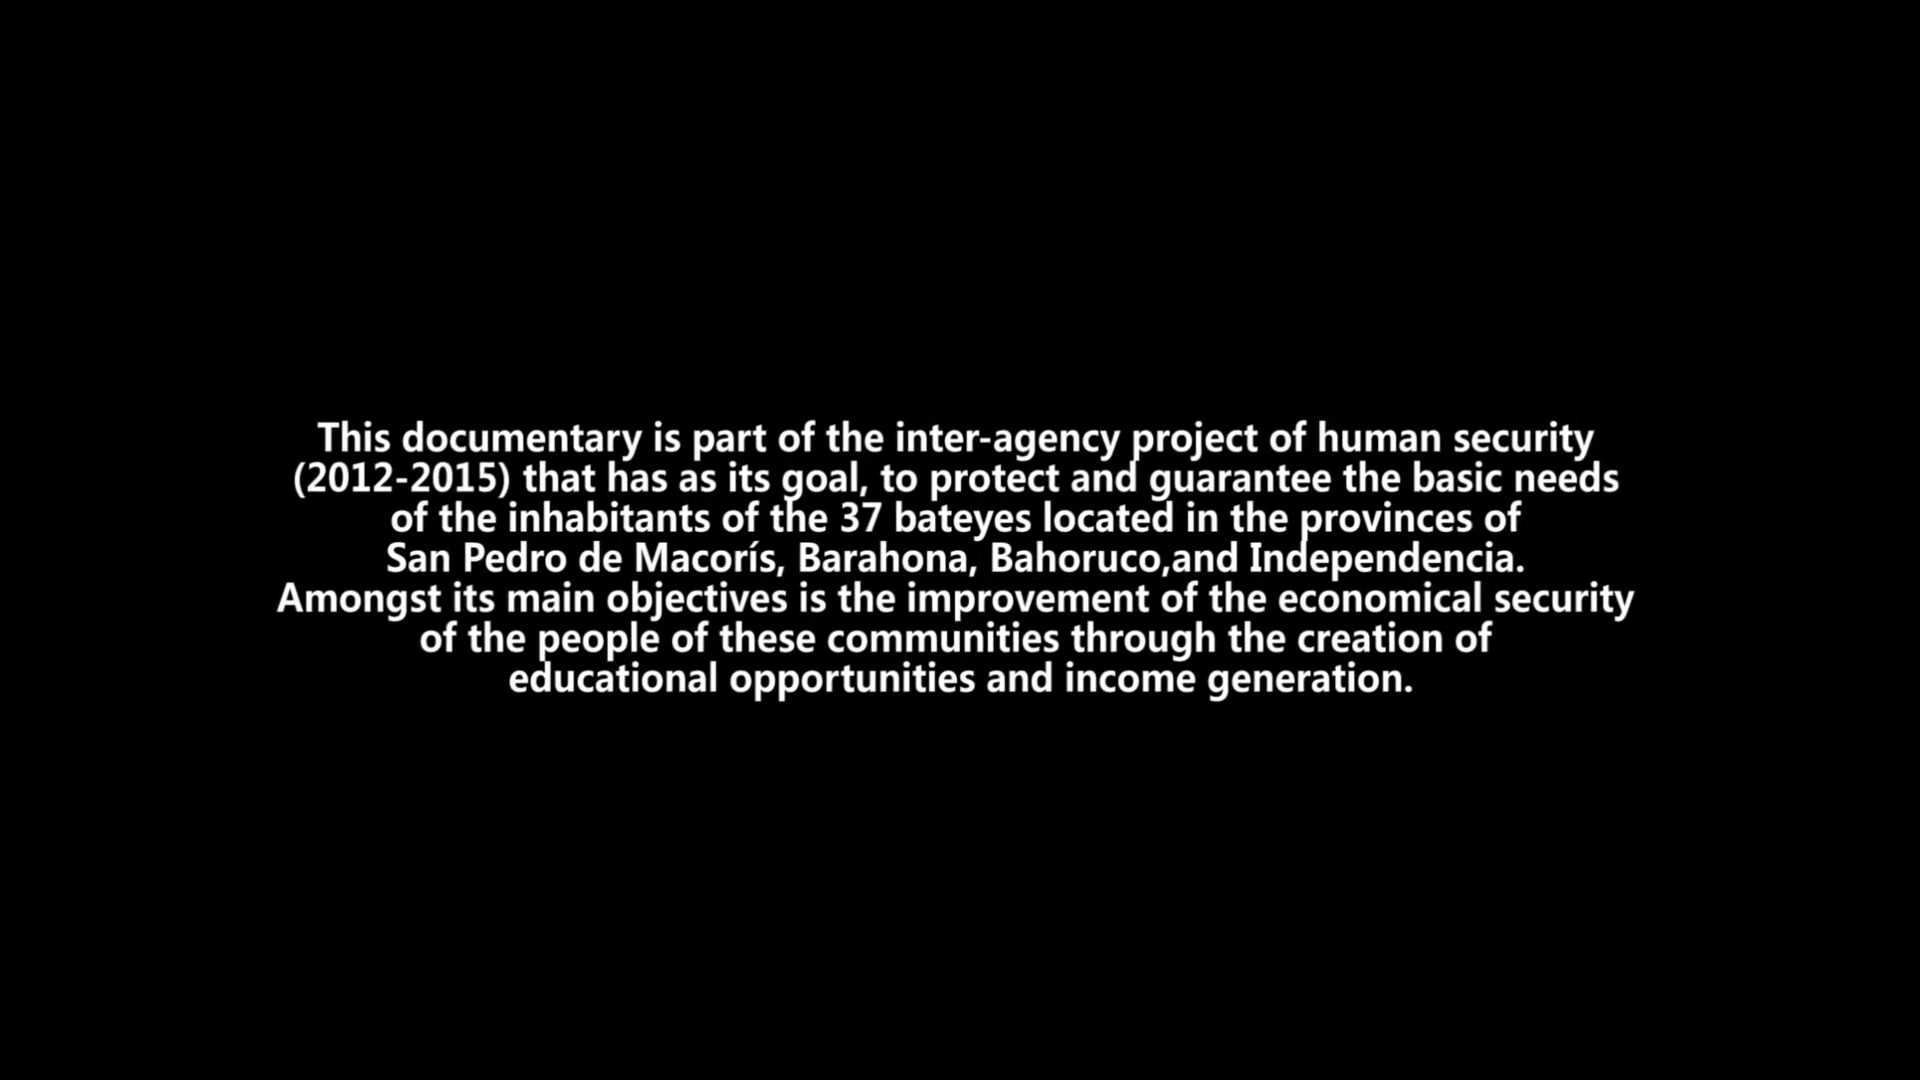 This documentary is part of the inter-agency project of human security
(2012-2015) that has as its goal, to protect and guarantee the basic needs
of the inhabitants of the 37 bateyes located in the provinces of
San Pedro de Macorís, Barahona, Bahoruco,and Independencia.
Amongst its main objectives is the improvement of the economical security
of the people of these communities through the creation of
educational opportunities and income generation.